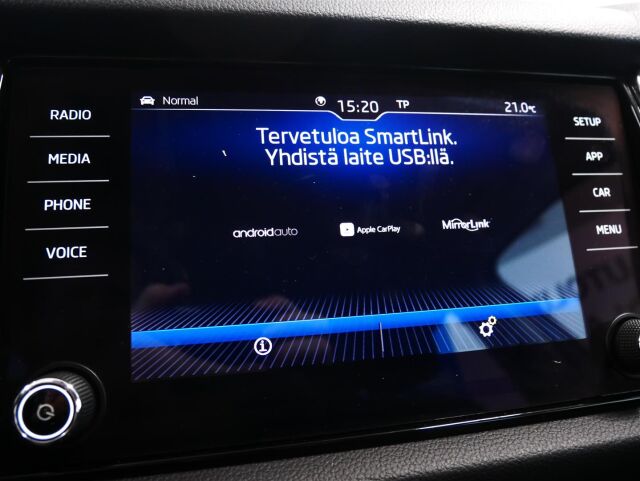 RADIO
MEDIA
PHONE
VOICE
Normal
15:20
TP
21.0°C
Tervetuloa SmartLink.
Yhdistä laite USB:llä.
androidauto
Apple CarPlay
MirrorLink
SETUP
APP
CAR
MENU